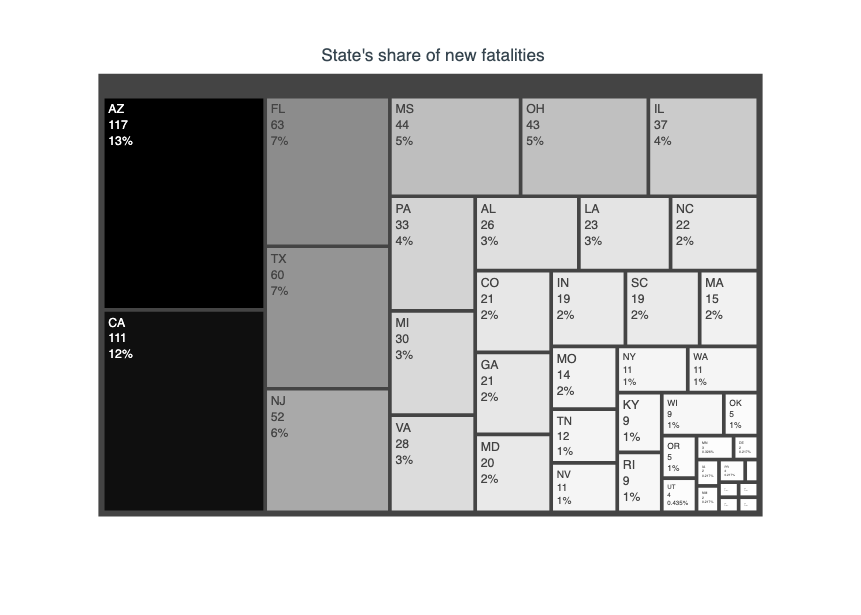 State's share of new fatalities
AZ
117
13%
CA
111
12%
FL
63
7%
TX
60
7%
NJ
52
6%
MS
44
5%
OH
43
5%
IL
37
4%
PA
33
4%
MI
30
3%
VA
28
3%
AL
26
3%
LA
23
3%
NC
22
2%
CO
21
2%
GA
21
2%
MD
20
2%
IN
19
2%
SC
19
2%
MA
15
2%
MO
14
2%
TN
12
1%
NV
11
1%
NY
11
1%
WA
11
1%
KY
9
1%
RI
9
1%
WI
9
1%
OK
5
1%
OR
5
1%
UT
4
0.435%